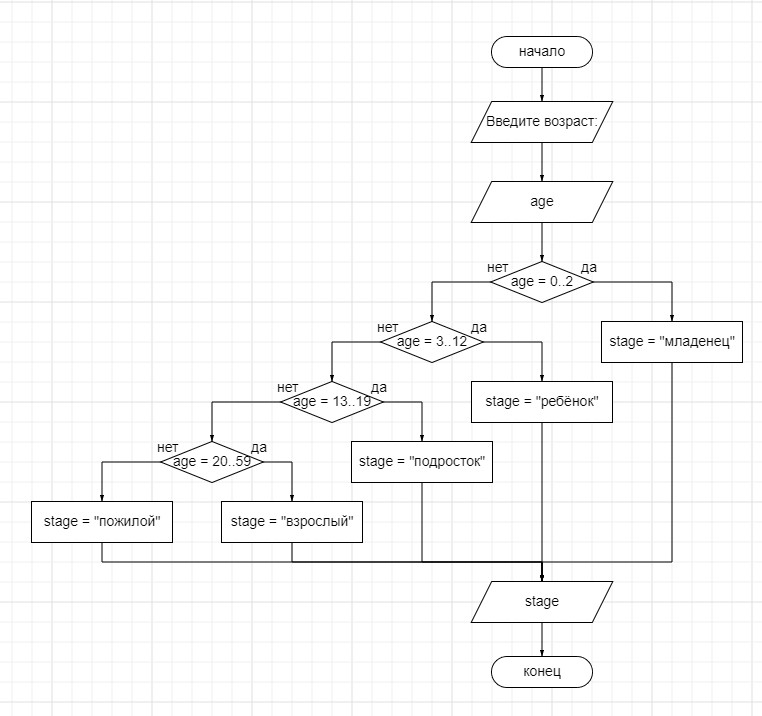 начало
Введите возраст:
age
нет
да
age = 0..2
нет
да
age = 3..12
stage = "младенец"
нет
да
age = 13..19
stage = "ребёнок"
нет
да
age = 20..59
stage = "подросток"
stage = "пожилой"
stage = "взрослый"
stage
конец